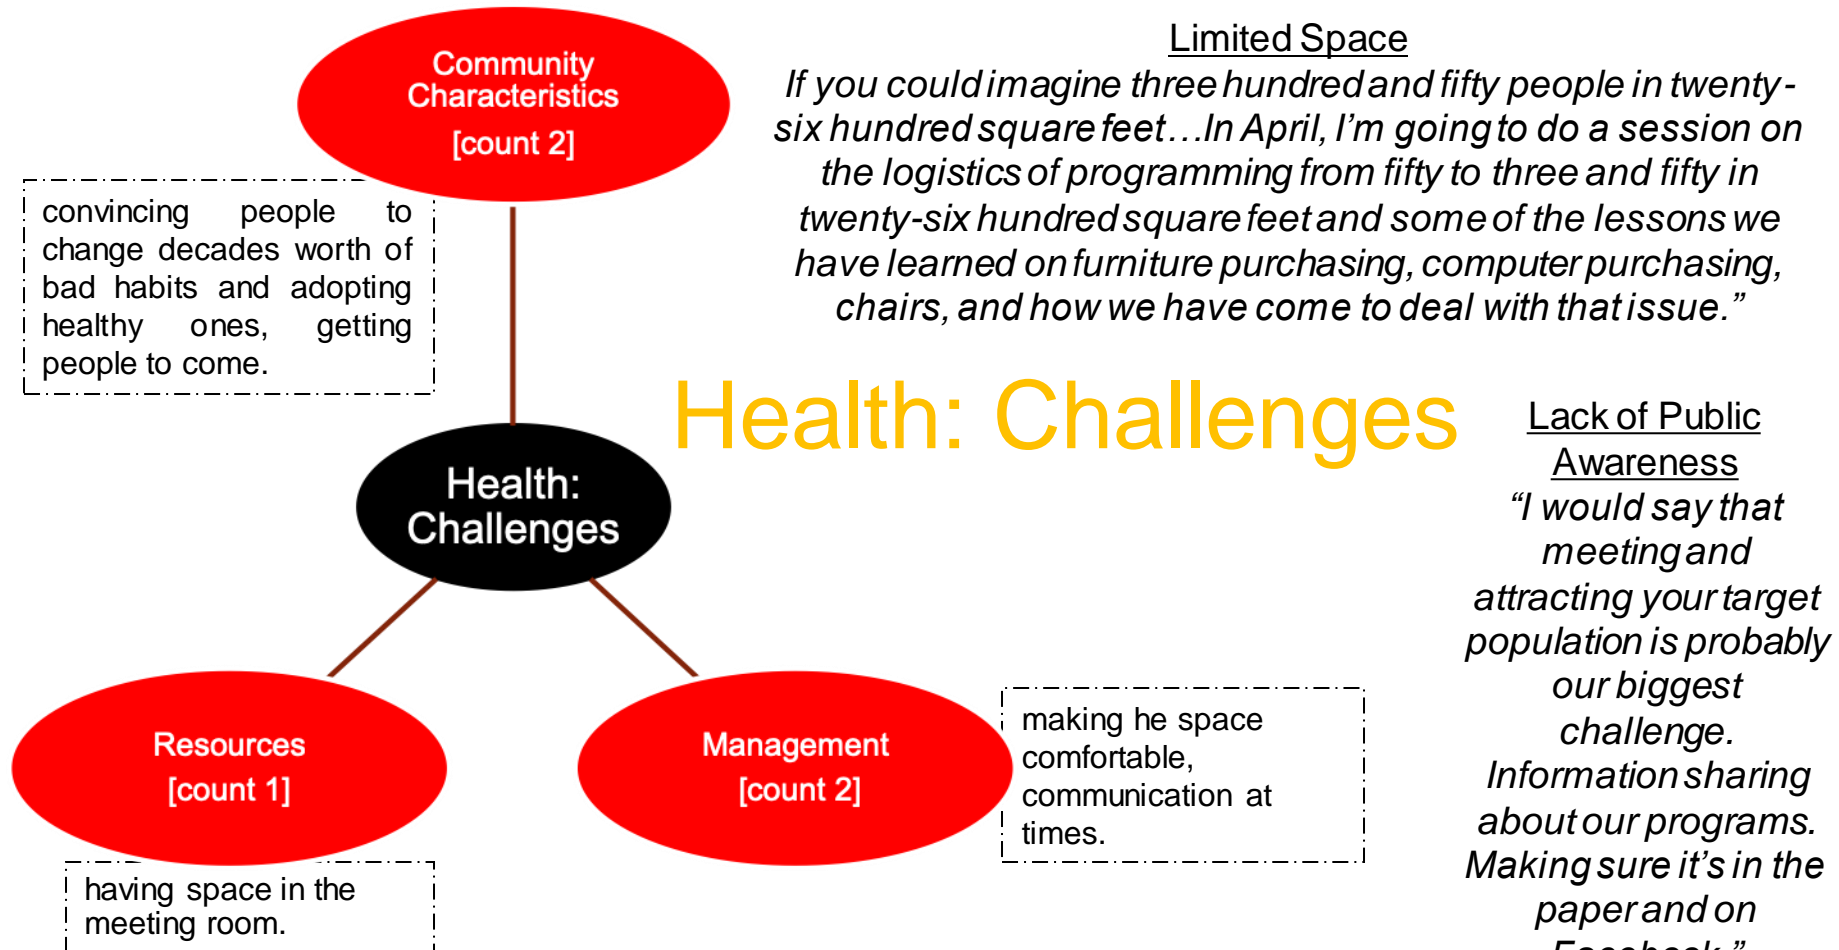 Community
Characteristics
[count 2]
convincing people to
change decades worth of
bad habits and adopting
healthy ones, getting
people to come.
Limited Space
If you could imagine three hundred and fifty people in twenty-
six hundred square feet…In April, I’m going to do a session on
the logistics of programming from fifty to three and fifty in
twenty-six hundred square feet and some of the lessons we
have learned on furniture purchasing, computer purchasing,
chairs, and how we have come to deal with that issue.”
Health: Challenges
Health:
Challenges
Lack of Public
Awareness
“I would say that
meeting and
attracting your target
population is probably
our biggest
challenge.
Information sharing
about our programs.
Making sure it’s in the
paper and on
Facebook.”
Resources
[count 1]
having space in the
meeting room.
Management
[count 2]
making he space
comfortable,
communication at
times.